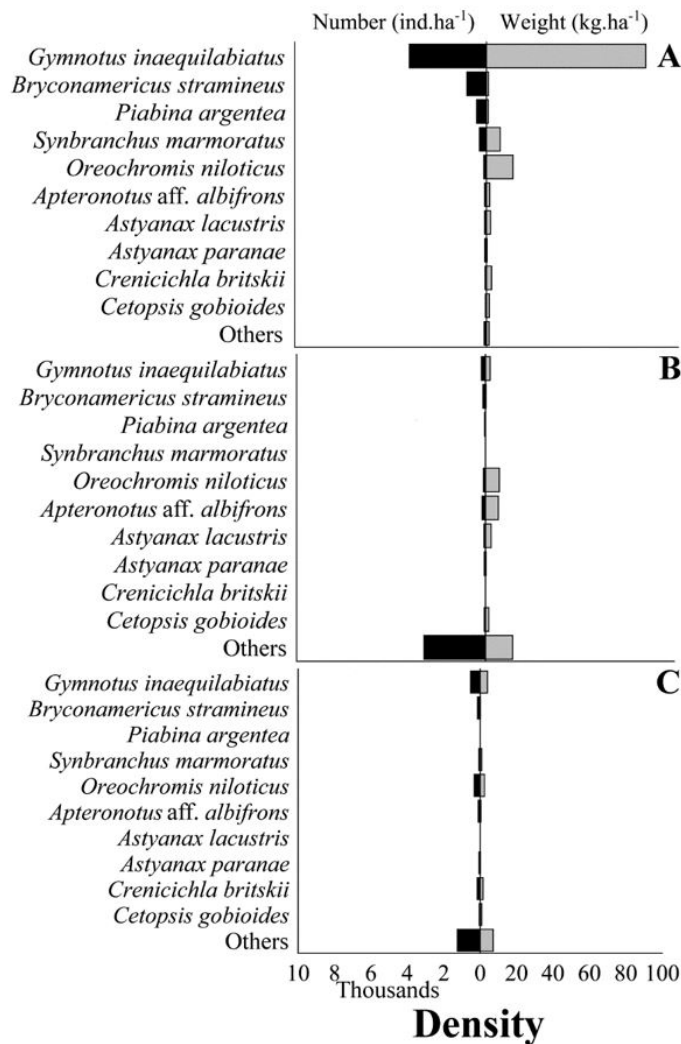 Number (ind.ha⁻¹) Weight (kg.ha⁻¹)
Gymnotus inaequilabiatus A
Bryconamericus stramineus
Piabina argentea
Synbranchus marmoratus
Oreochromis niloticus
Apteronotus aff. albifrons
Astyanax lacustris
Astyanax paranae
Crenicichla britskii
Cetopsis gobioides
Others
Gymnotus inaequilabiatus B
Bryconamericus stramineus
Piabina argentea
Synbranchus marmoratus
Oreochromis niloticus
Apteronotus aff. albifrons
Astyanax lacustris
Astyanax paranae
Crenicichla britskii
Cetopsis gobioides
Others
Gymnotus inaequilabiatus C
Bryconamericus stramineus
Piabina argentea
Synbranchus marmoratus
Oreochromis niloticus
Apteronotus aff. albifrons
Astyanax lacustris
Astyanax paranae
Crenicichla britskii
Cetopsis gobioides
Others
10 8 6 4 2 0 20 40 60 80 100
Thousands
Density